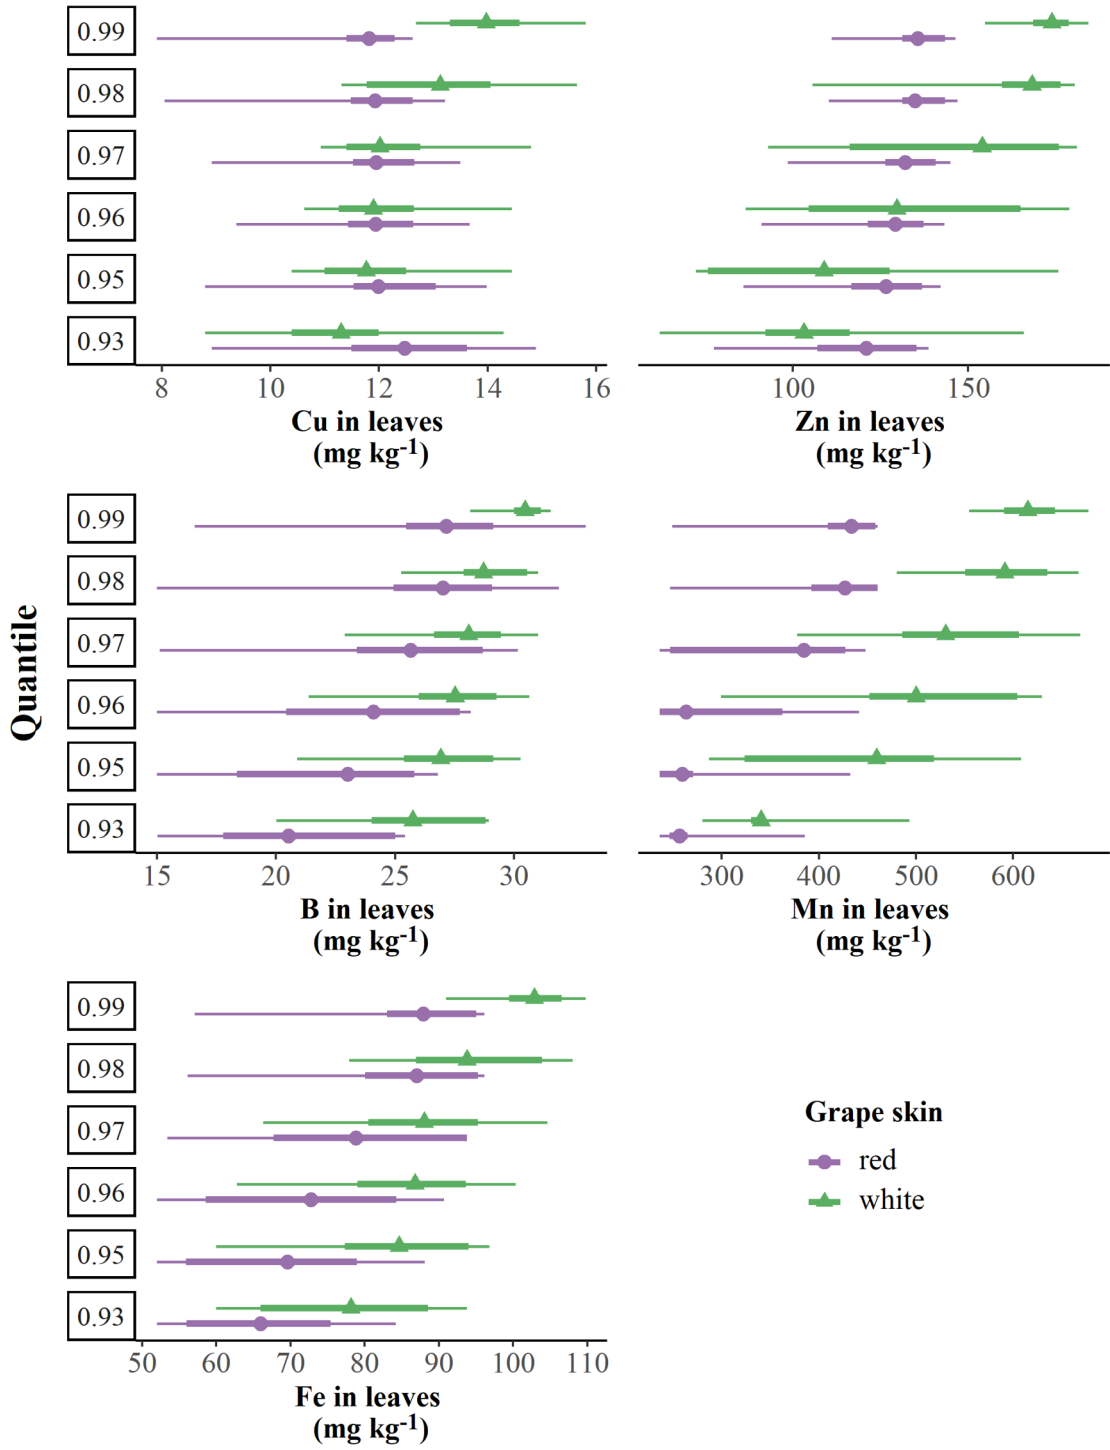 0.99
0.98
0.97
0.96
0.95
0.93
8 10 12 14 16
Cu in leaves
(mg kg⁻¹)
100 150
Zn in leaves
(mg kg⁻¹)
Quantile
0.99
0.98
0.97
0.96
0.95
0.93
15 20 25 30
B in leaves
(mg kg⁻¹)
300 400 500 600
Mn in leaves
(mg kg⁻¹)
0.99
0.98
0.97
0.96
0.95
0.93
50 60 70 80 90 100 110
Fe in leaves
(mg kg⁻¹)
Grape skin
red
white